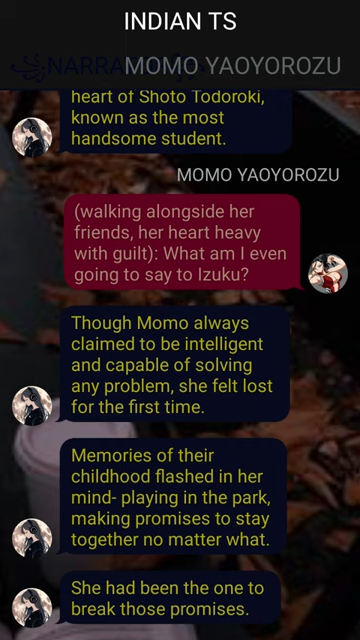 INDIAN TS
NARRA
MOMO YAOYOROZU
heart of Shoto Todoroki,
known as the most
handsome student.
MOMO YAOYOROZU
(walking alongside her
friends, her heart heavy
with guilt): What am I even
going to say to Izuku?
Though Momo always
claimed to be intelligent
and capable of solving
any problem, she felt lost
for the first time.
Memories of their
childhood flashed in her
mind- playing in the park,
making promises to stay
together no matter what.
She had been the one to
break those promises.